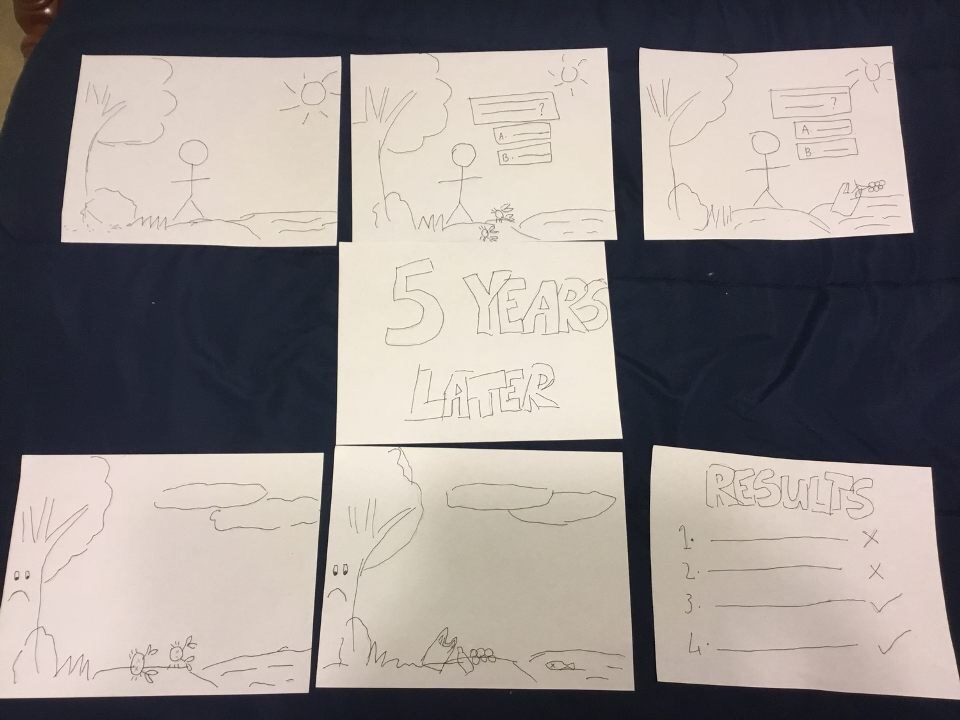 ?
A.
B.
?
A.
B
5 YEARS
LATER
RESULTS
1. x
2. x
3. ✓
4. ✓